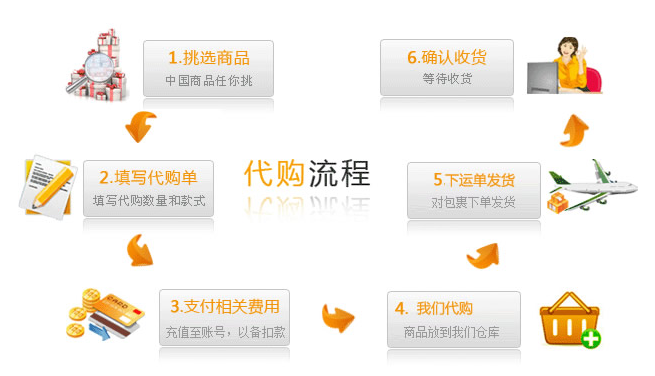 代购流程
1.挑选商品
中国商品任你挑
2.填写代购单
填写代购数量和款式
3.支付相关费用
充值至账号，以备扣款
4. 我们代购
商品放到我们仓库
5.下运单发货
对包裹下单发货
6.确认收货
等待收货